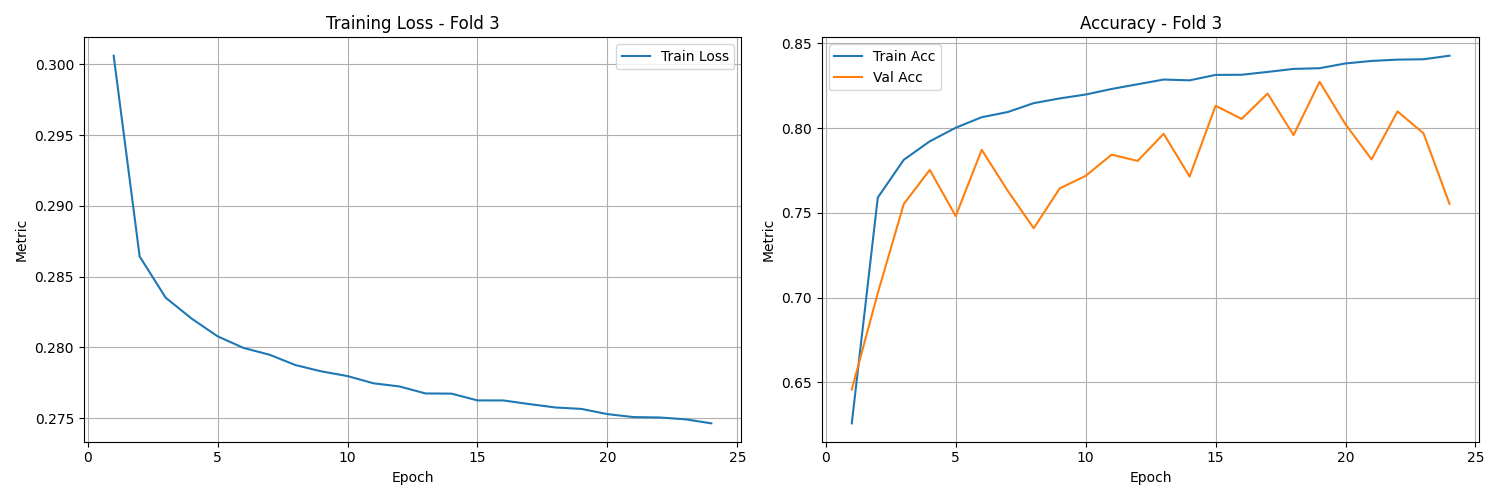 Training Loss - Fold 3
Train Loss
0.300
0.295
0.290
0.285
0.280
0.275
Metric
0
5
10
15
20
25
Epoch
Accuracy - Fold 3
Train Acc
Val Acc
0.85
0.80
0.75
0.70
0.65
Metric
0
5
10
15
20
25
Epoch